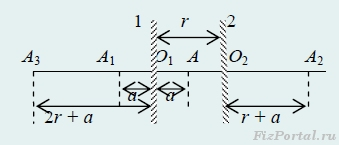 1 r 2
A₃ A₁ O₁ A O₂ A₂
a a
2r + a r + a
FizPortal.ru